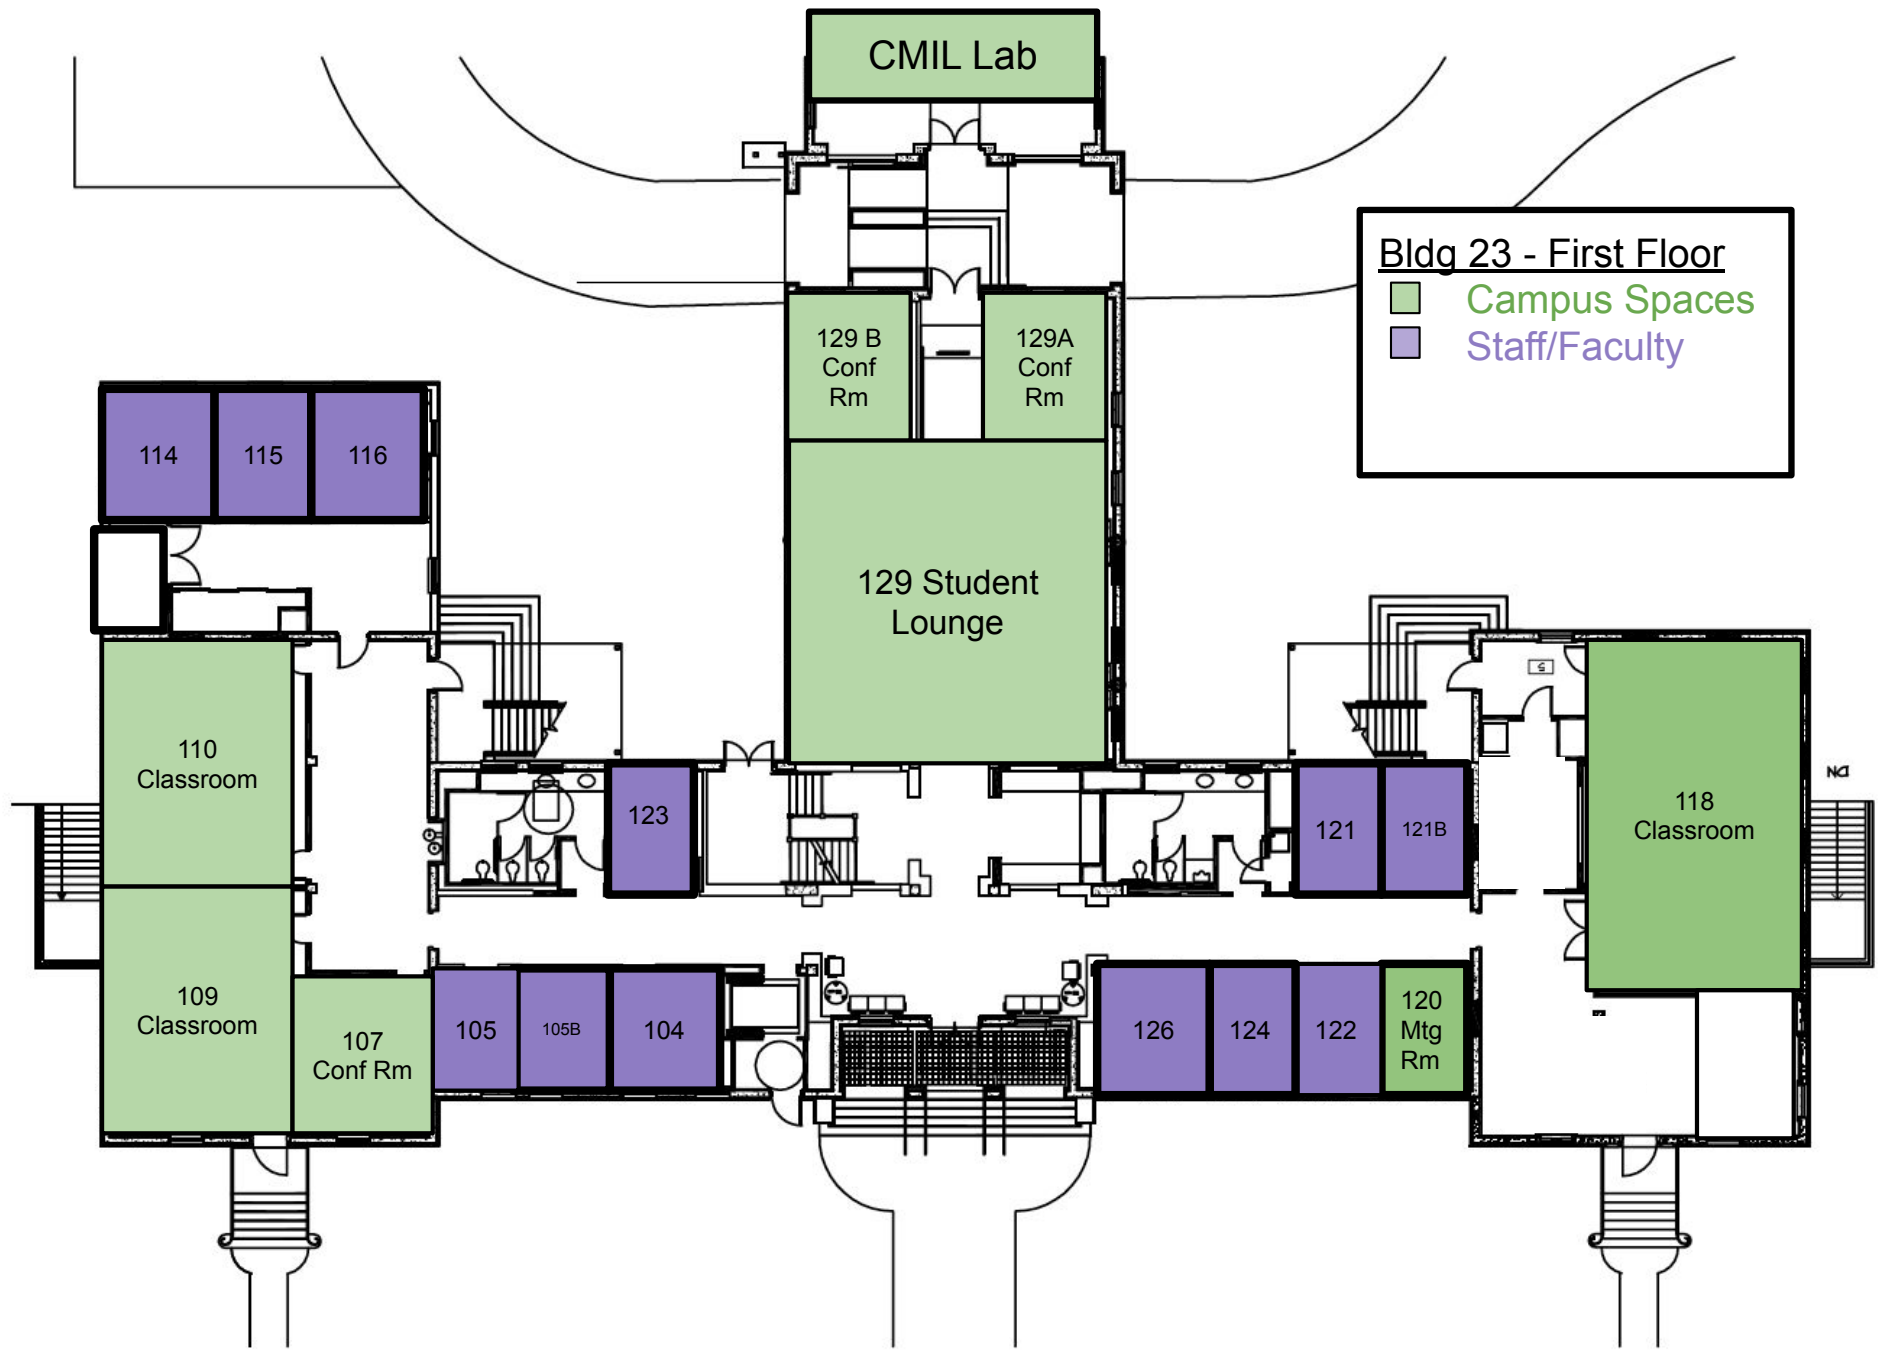 CMIL Lab
Bldg 23 - First Floor
Campus Spaces
Staff/Faculty
129 B
Conf
Rm
129A
Conf
Rm
114
115
116
129 Student
Lounge
5
110
Classroom
123
121
121B
118
Classroom
DN
109
Classroom
107
Conf Rm
105
105B
104
126
124
122
120
Mtg
Rm